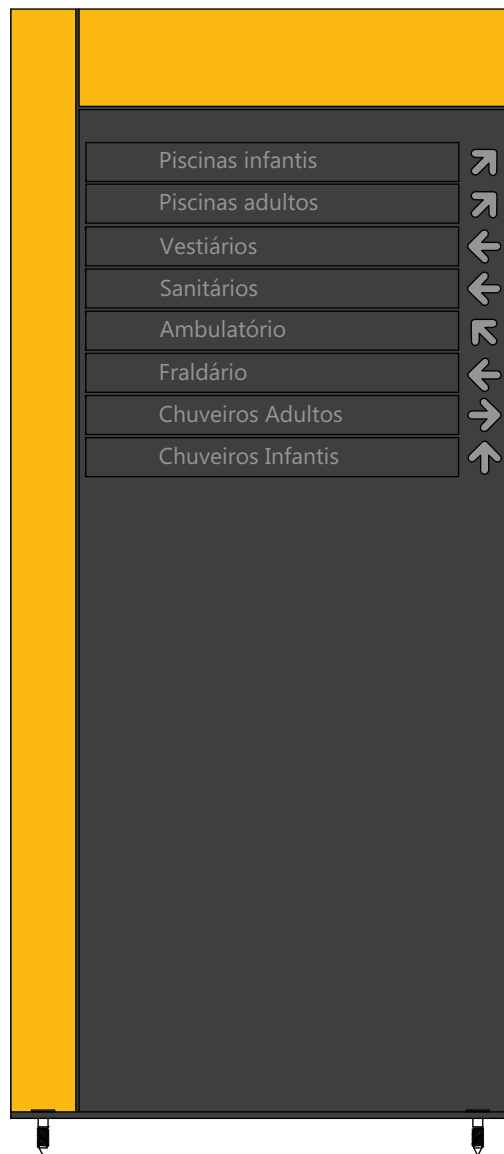 Piscinas infantis
Piscinas adultos
Vestiários
Sanitários
Ambulatório
Fraldário
Chuveiros Adultos
Chuveiros Infantis